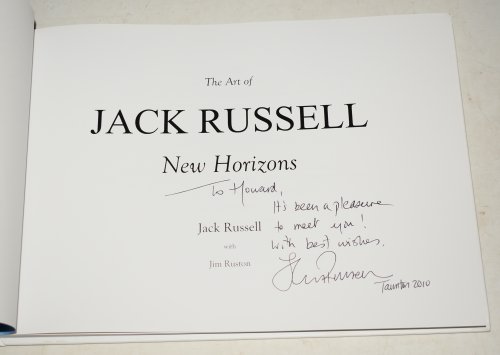 The Art of
JACK RUSSELL
New Horizons
To Howard,
It's been a pleasure
to meet you!
With best wishes.
Jack Russell
with
Jim Ruston
Taunton 2010